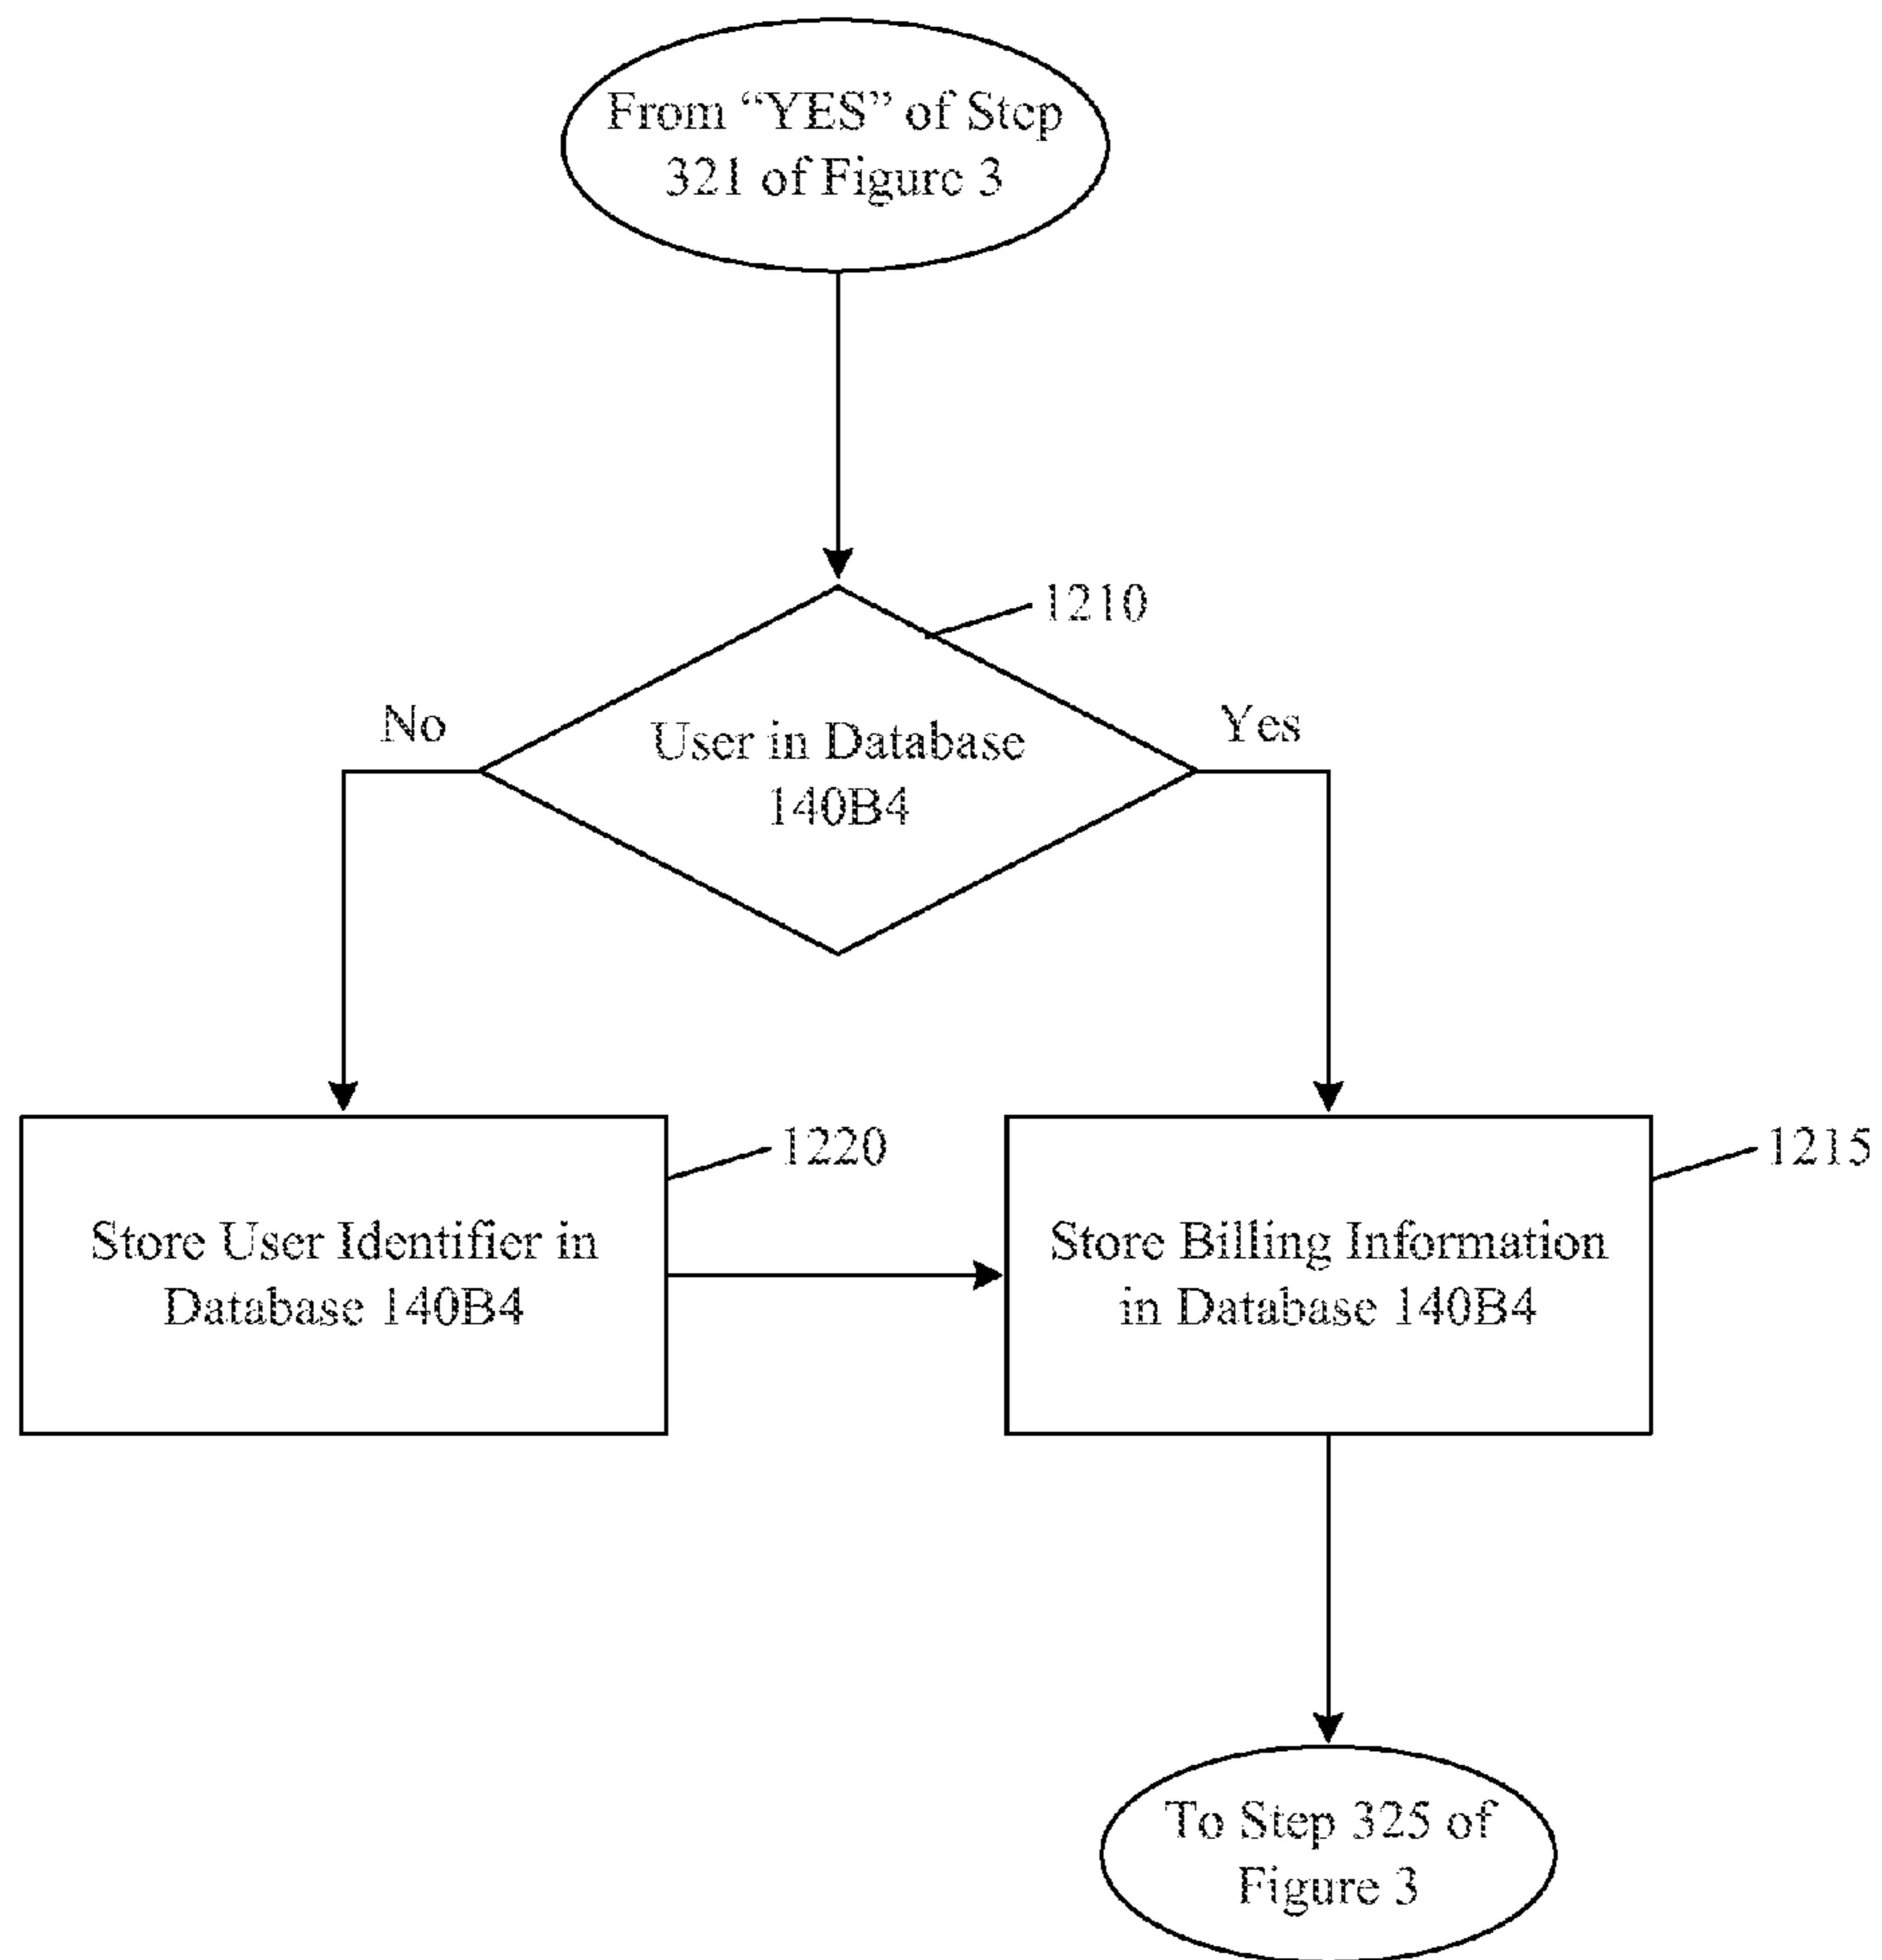 From “YES” of Step
321 of Figure 3
1210
No
Yes
User in Database
140B4
1220
1215
Store User Identifier in
Database 140B4
Store Billing Information
in Database 140B4
To Step 325 of
Figure 3